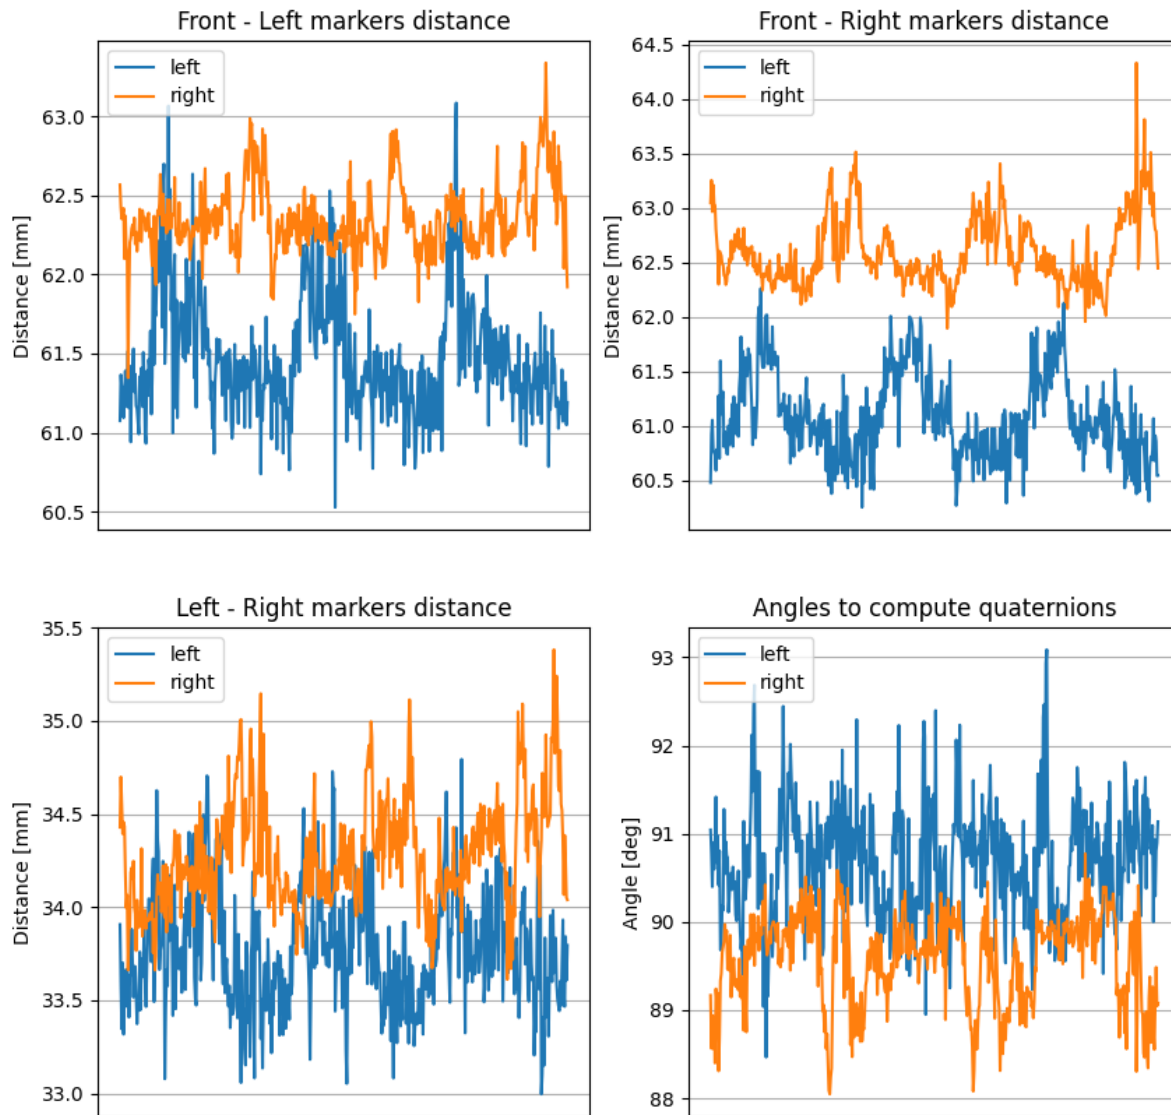 Front - Left markers distance
Distance [mm]
63.0
62.5
62.0
61.5
61.0
60.5
left
right
Front - Right markers distance
Distance [mm]
64.5
64.0
63.5
63.0
62.5
62.0
61.5
61.0
60.5
left
right
Left - Right markers distance
Distance [mm]
35.5
35.0
34.5
34.0
33.5
33.0
left
right
Angles to compute quaternions
Angle [deg]
93
92
91
90
89
88
left
right